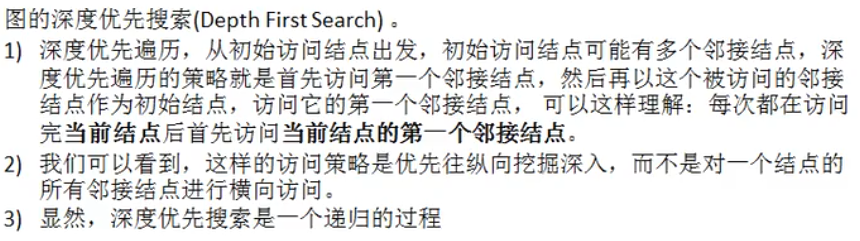 图的深度优先搜索(Depth First Search) 。
1) 深度优先遍历，从初始访问结点出发，初始访问结点可能有多个邻接结点，深
度优先遍历的策略就是首先访问第一个邻接结点，然后再以这个被访问的邻接
结点作为初始结点，访问它的第一个邻接结点， 可以这样理解：每次都在访问
完当前结点后首先访问当前结点的第一个邻接结点。
2) 我们可以看到，这样的访问策略是优先往纵向挖掘深入，而不是对一个结点的
所有邻接结点进行横向访问。
3) 显然，深度优先搜索是一个递归的过程